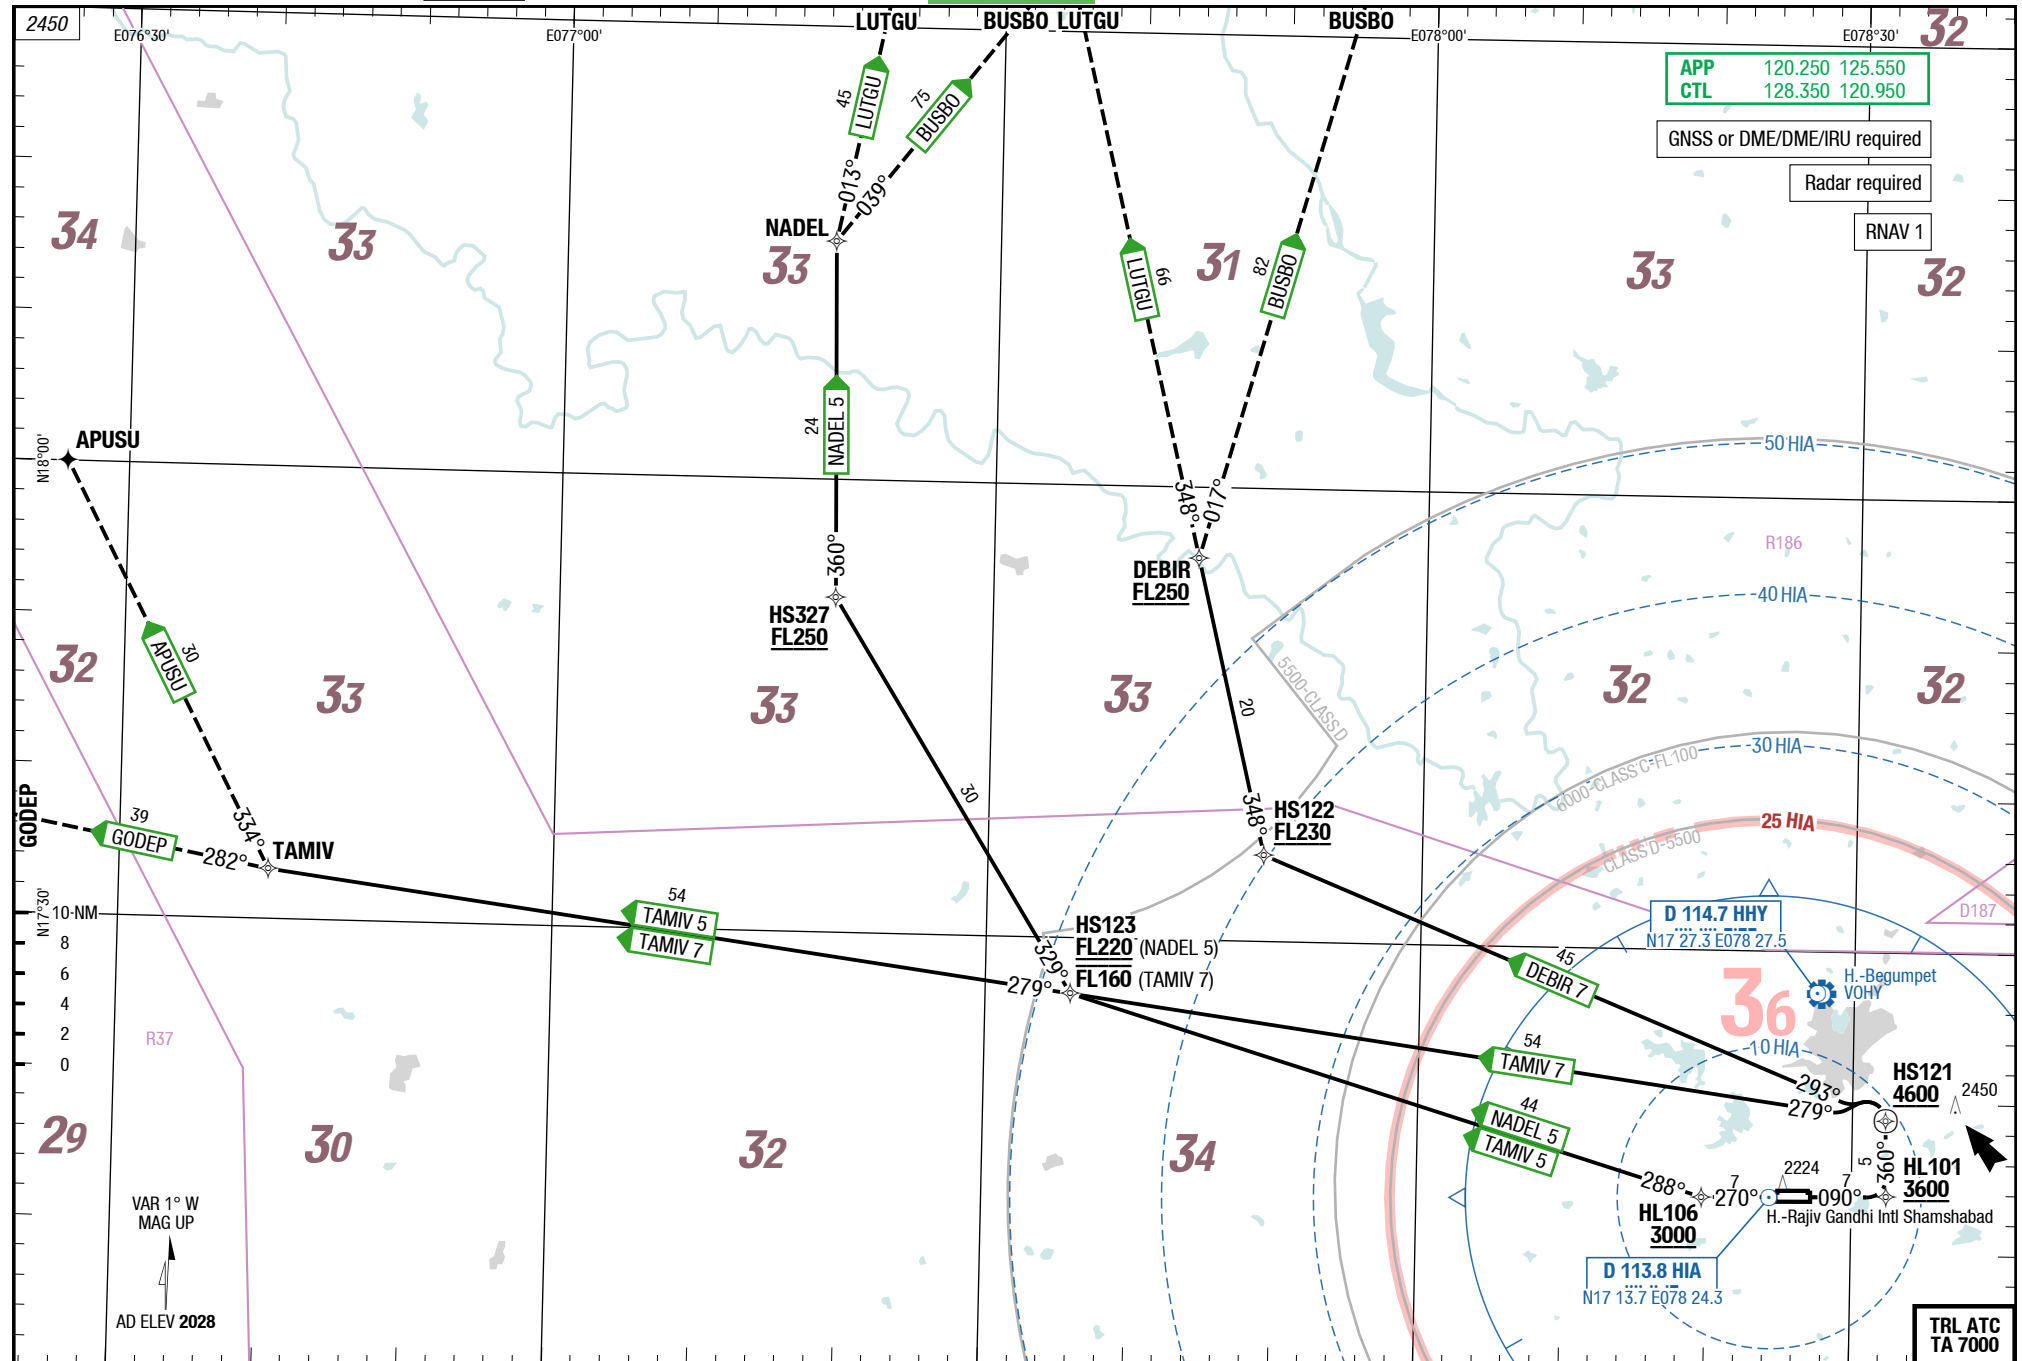 2450
E076°30'
E077°00'
LUTGU
BUSBO
LUTGU
BUSBO
E078°00'
E078°30'
32
APP 120.250 125.550
CTL 128.350 120.950
GNSS or DME/DME/IRU required
Radar required
RNAV 1
45
LUTGU
75
BUSBO
013°
039°
NADEL
34
33
33
31
33
32
LUTGU
66
82
BUSBO
24
NADEL 5
APUSU
N18°00'
50 HIA
348°
017°
R186
360°
DEBIR
FL250
40 HIA
HS327
FL250
APUSU
30
32
33
33
33
32
32
5500-CLASS D
20
30 HIA
6000-CLASS C-FL100
GODEP
39
GODEP
282°
334°
TAMIV
30
348°
HS122
FL230
25 HIA
CLASS D-5500
N17°30'
10-NM
8
6
4
2
0
54
TAMIV 5
TAMIV 7
HS123
FL220 (NADEL 5)
FL160 (TAMIV 7)
329°
279°
45
DEBIR 7
D 114.7 HHY
N17 27.3 E078 27.5
D187
H.-Begumpet
VOHY
36
R37
10 HIA
54
TAMIV 7
293°
279°
HS121
4600
2450
29
30
32
34
44
NADEL 5
TAMIV 5
288°
270°
7
2224
7
090°
5
360°
HL101
3600
HL106
3000
H.-Rajiv Gandhi Intl Shamshabad
VAR 1° W
MAG UP
D 113.8 HIA
N17 13.7 E078 24.3
AD ELEV 2028
TRL ATC
TA 7000